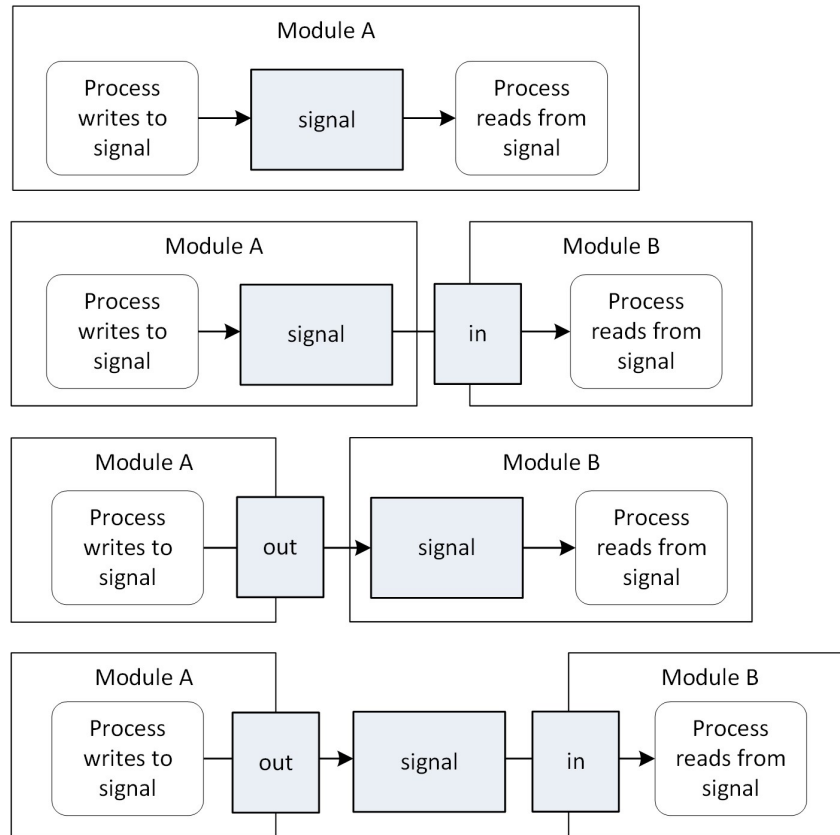 Module A
Process
writes to
signal
signal
Process
reads from
signal
Module A
Module B
Process
writes to
signal
signal
in
Process
reads from
signal
Module A
Module B
Process
writes to
signal
out
signal
Process
reads from
signal
Module A
Module B
Process
writes to
signal
out
signal
in
Process
reads from
signal